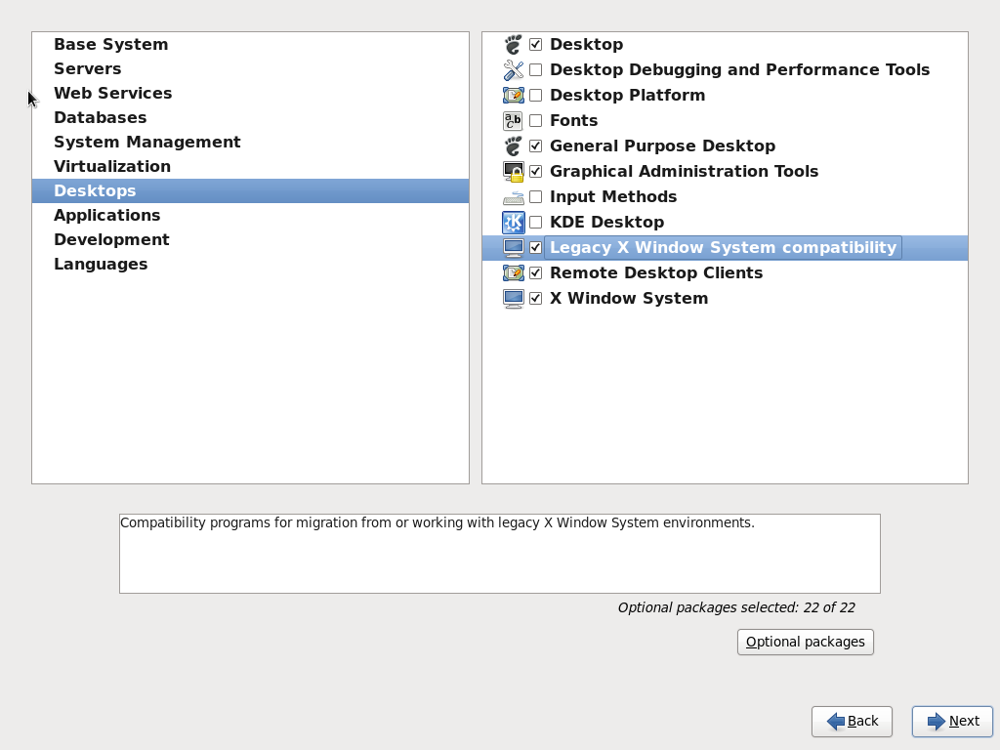 Base System
Servers
Web Services
Databases
System Management
Virtualization
Desktops
Applications
Development
Languages
Desktop
Desktop Debugging and Performance Tools
Desktop Platform
a,b
C
Fonts
General Purpose Desktop
Graphical Administration Tools
Input Methods
K
KDE Desktop
Legacy X Window System compatibility
Remote Desktop Clients
X Window System
Compatibility programs for migration from or working with legacy X Window System environments.
Optional packages selected: 22 of 22
Optional packages
Back
Next